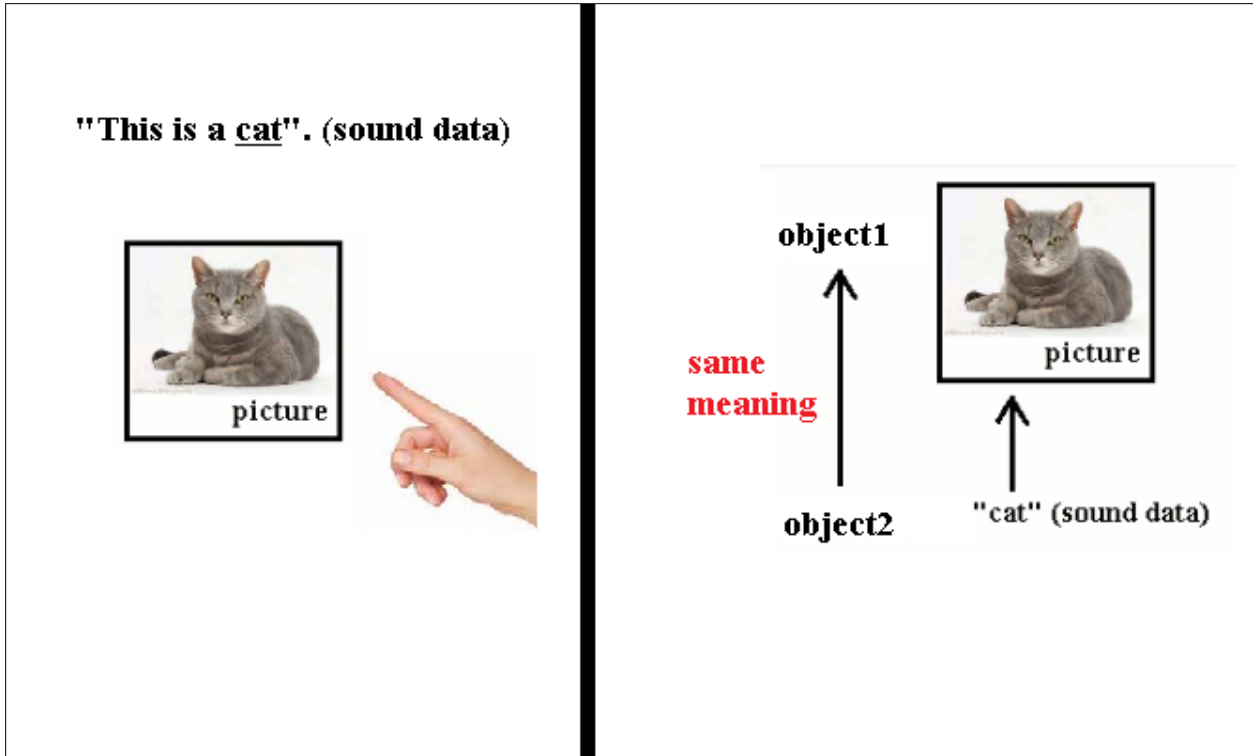 "This is a cat". (sound data)
picture
object1
picture
same
meaning
object2
"cat" (sound data)